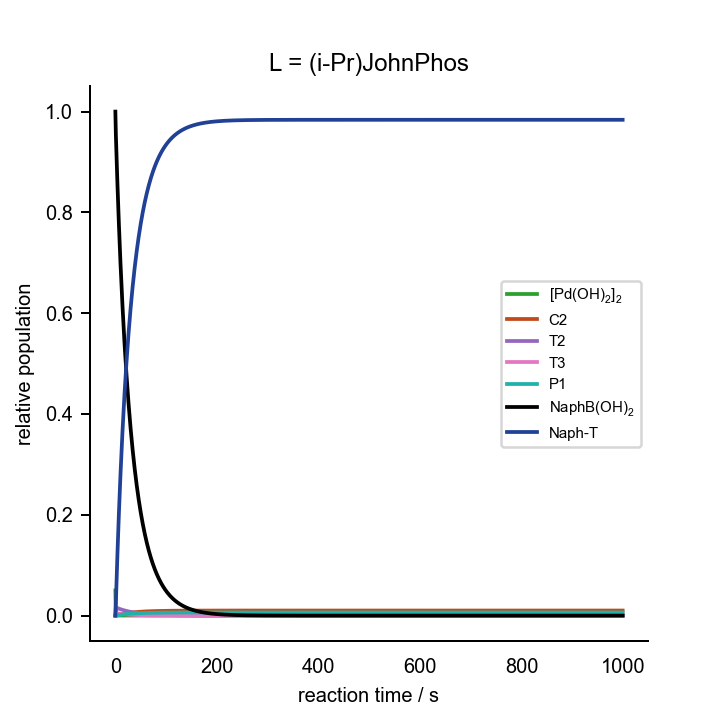 L = (i-Pr)JohnPhos
relative population
1.0
0.8
0.6
0.4
0.2
0.0
[Pd(OH)₂]₂
C2
T2
T3
P1
NaphB(OH)₂
Naph-T
0 200 400 600 800 1000
reaction time / s